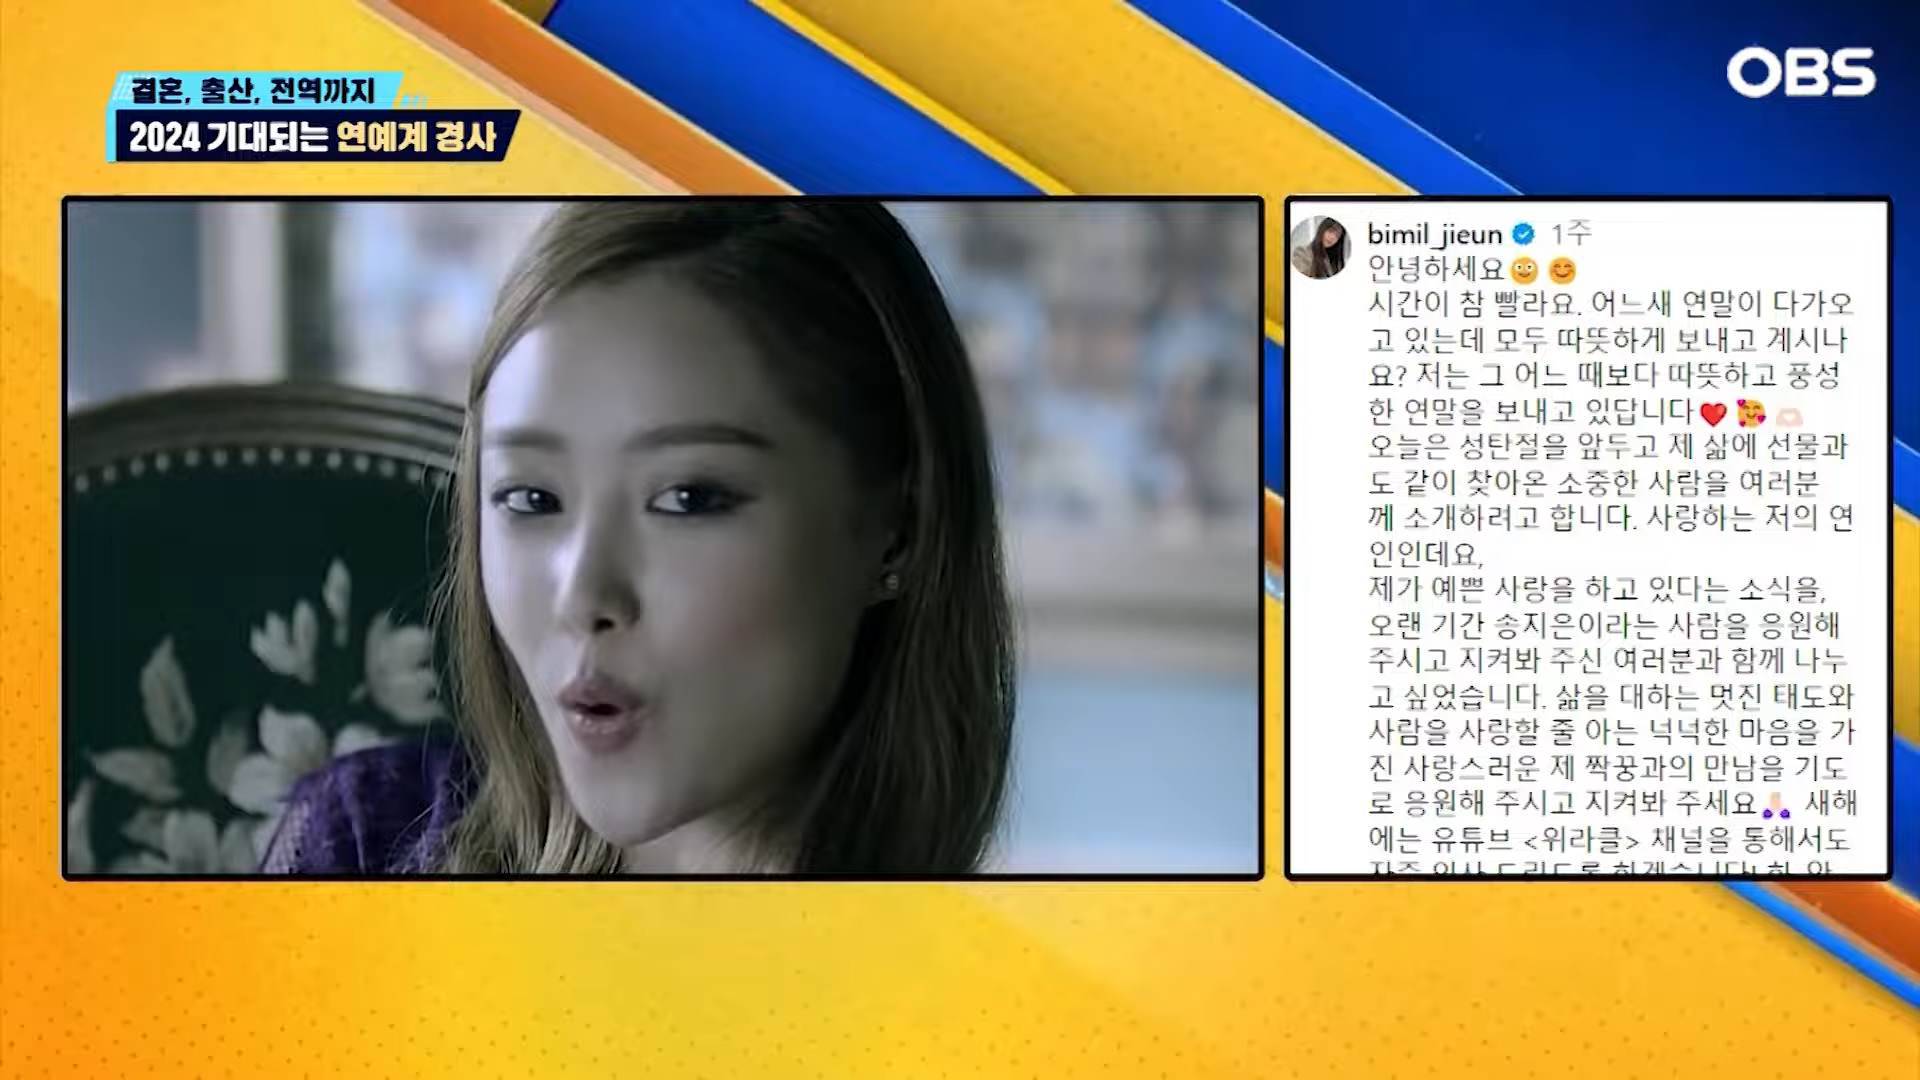 결혼, 출산, 전역까지
2024 기대되는 연예계 경사
OBS
bimil_jieun 1주
안녕하세요🙂😊
시간이 참 빨라요. 어느새 연말이 다가오
고 있는데 모두 따뜻하게 보내고 계시나
요? 저는 그 어느 때보다 따뜻하고 풍성
한 연말을 보내고 있답니다❤️🥰🫶🏻
오늘은 성탄절을 앞두고 제 삶에 선물과
도 같이 찾아온 소중한 사람을 여러분
께 소개하려고 합니다. 사랑하는 저의 연
인인데요,
제가 예쁜 사랑을 하고 있다는 소식을,
오랜 기간 송지은이라는 사람을 응원해
주시고 지켜봐 주신 여러분과 함께 나누
고 싶었습니다. 삶을 대하는 멋진 태도와
사람을 사랑할 줄 아는 넉넉한 마음을 가
진 사랑스러운 제 짝꿍과의 만남을 기도
로 응원해 주시고 지켜봐 주세요🙏🏻 새해
에는 유튜브 <위라클> 채널을 통해서도